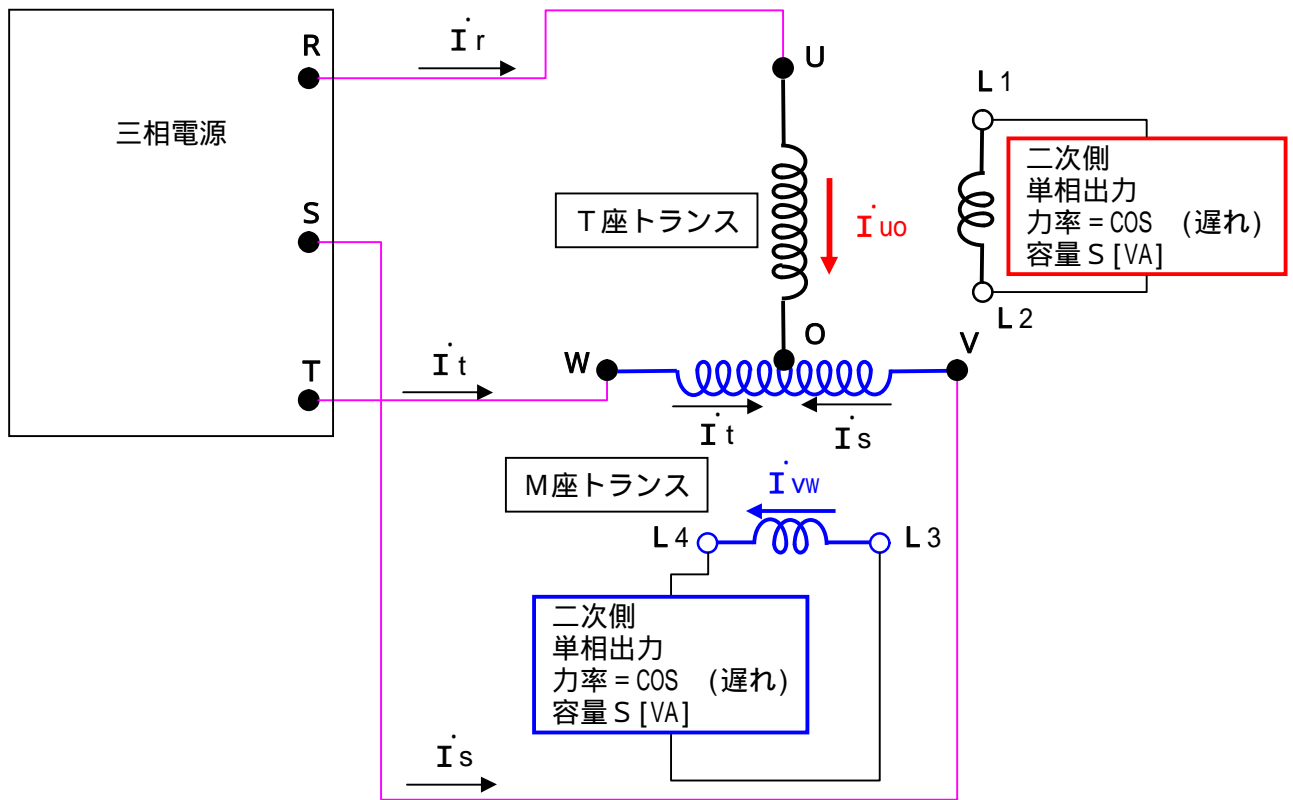 三相電源
R
S
T
İr
U
L1
T座トランス
İuo
二次側
単相出力
力率=COS (遅れ)
容量S[VA]
L2
O
V
W
İt
İt
İs
M座トランス
İvw
L4
L3
二次側
単相出力
力率=COS (遅れ)
容量S[VA]
İs